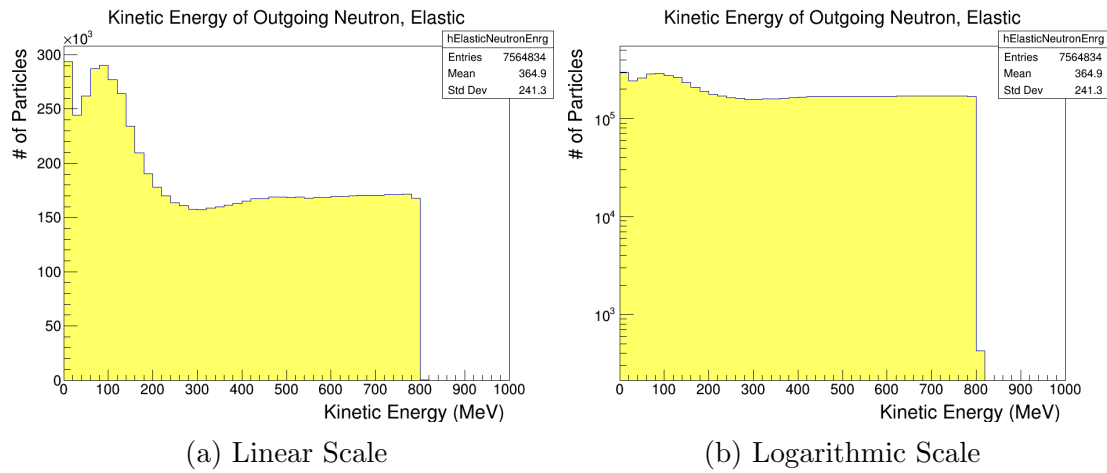 Kinetic Energy of Outgoing Neutron, Elastic
×10³
hElasticNeutronEnrg
Entries 7564834
Mean 364.9
Std Dev 241.3
# of Particles
300
250
200
150
100
50
0
0 100 200 300 400 500 600 700 800 900 1000
Kinetic Energy (MeV)
(a) Linear Scale
Kinetic Energy of Outgoing Neutron, Elastic
hElasticNeutronEnrg
Entries 7564834
Mean 364.9
Std Dev 241.3
# of Particles
10⁵
10⁴
10³
0 100 200 300 400 500 600 700 800 900 1000
Kinetic Energy (MeV)
(b) Logarithmic Scale